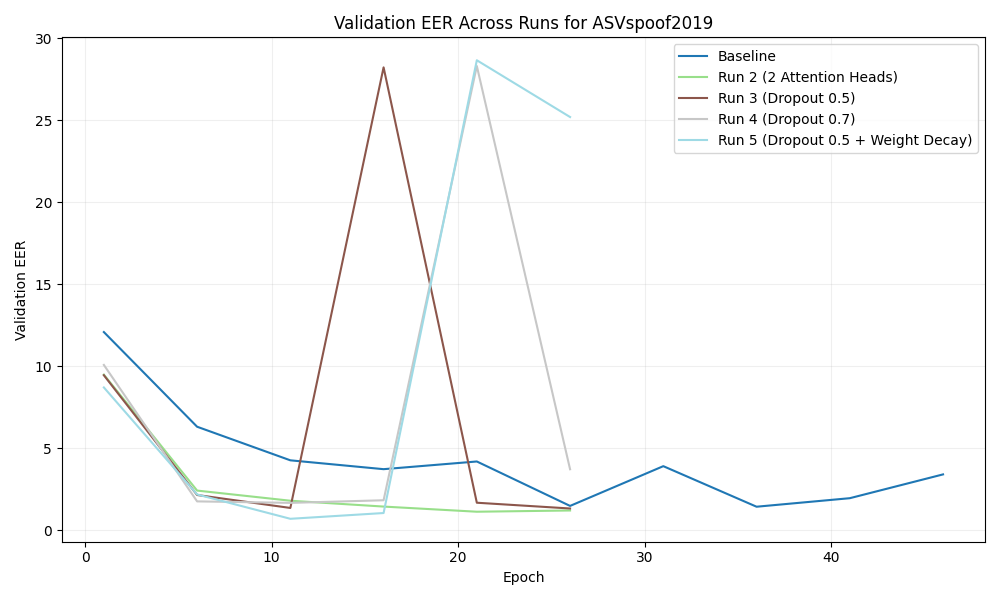 Validation EER Across Runs for ASVspoof2019
30
25
20
15
10
5
0
Validation EER
0 10 20 30 40
Epoch
Baseline
Run 2 (2 Attention Heads)
Run 3 (Dropout 0.5)
Run 4 (Dropout 0.7)
Run 5 (Dropout 0.5 + Weight Decay)